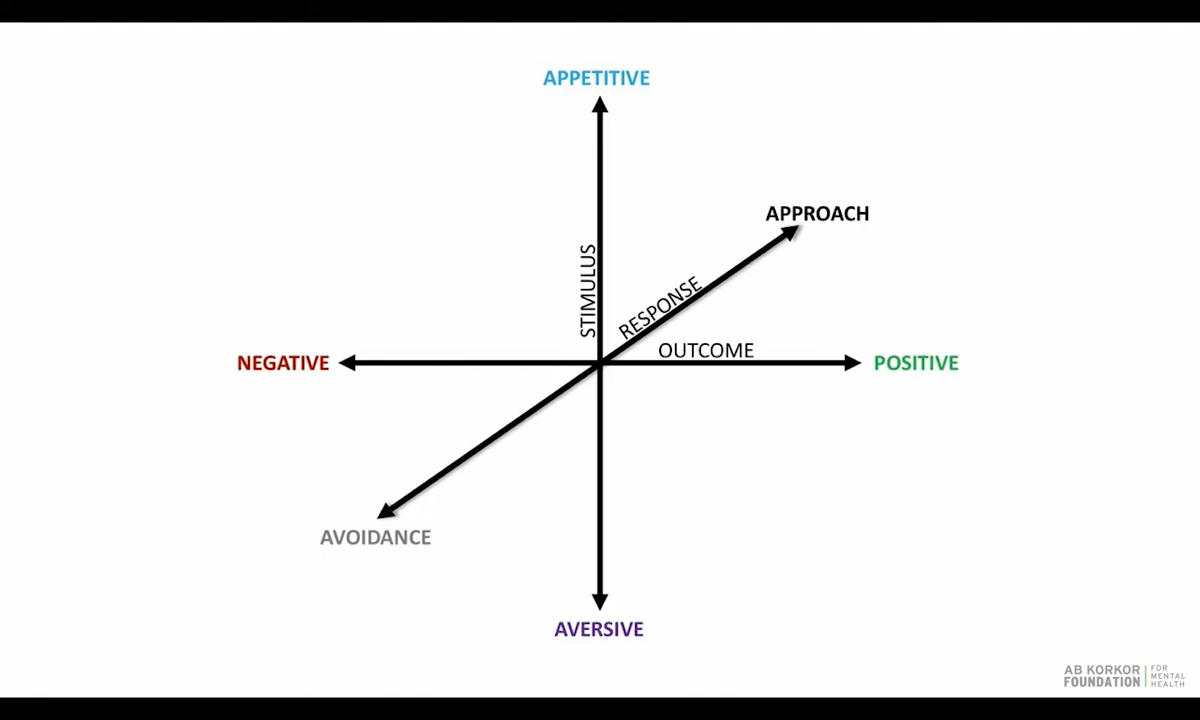 APPETITIVE
APPROACH
STIMULUS
RESPONSE
OUTCOME
NEGATIVE
POSITIVE
AVOIDANCE
AVERSIVE
AB KORKOR
FOUNDATION
FOR
MENTAL
HEALTH